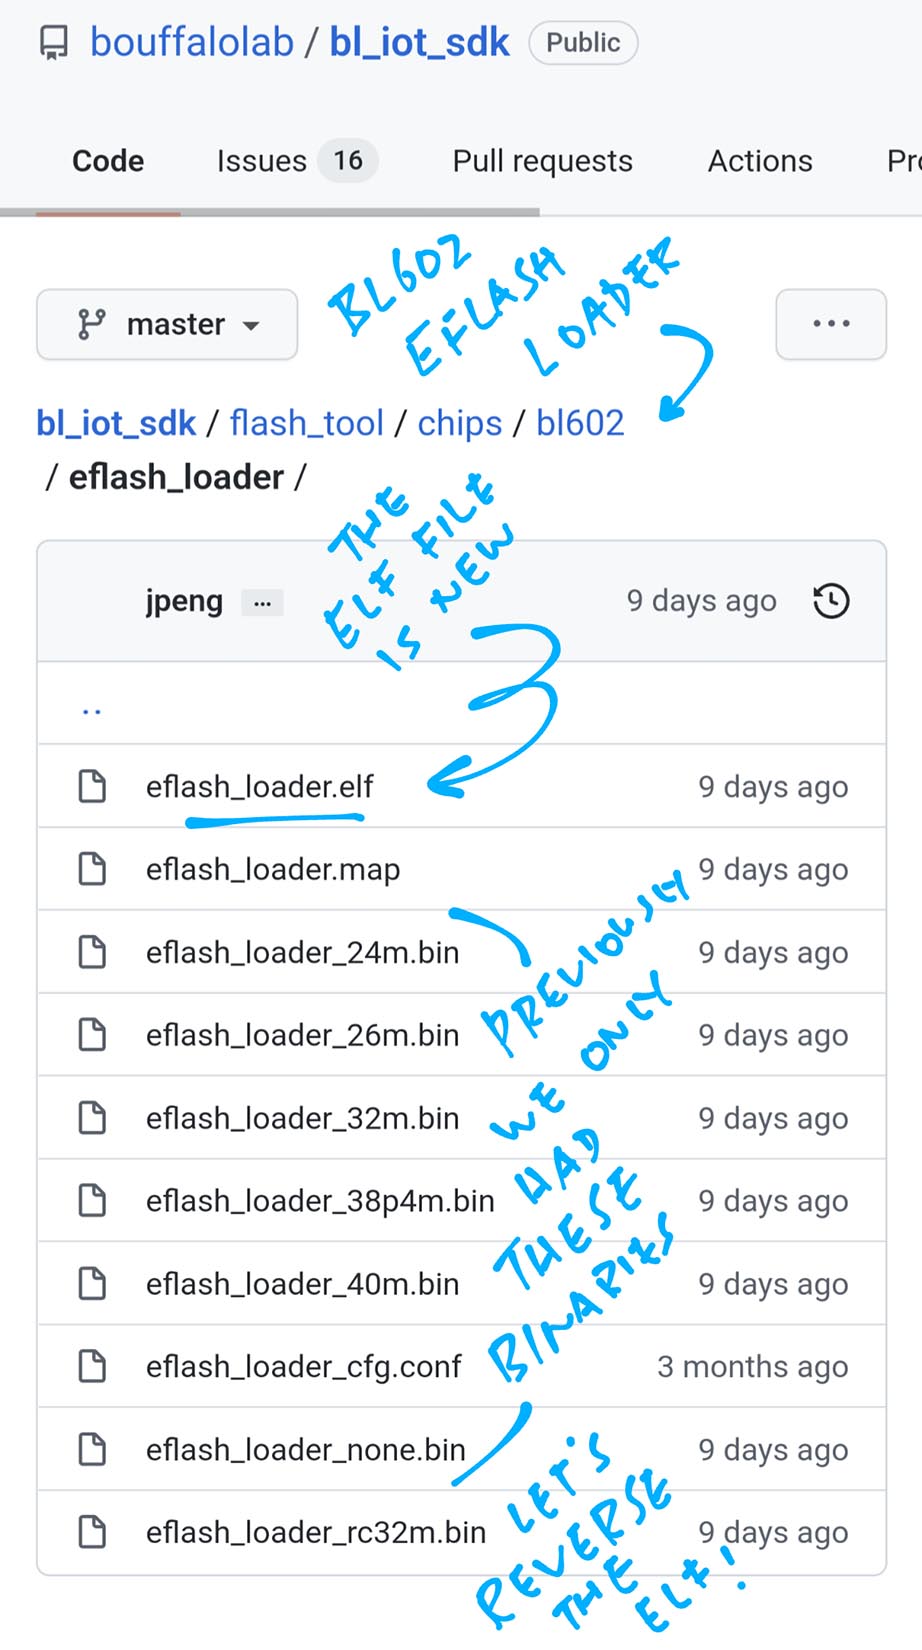 bouffalolab / bl_iot_sdk Public
Code Issues 16 Pull requests Actions Pro
BL602
EFLASH
LOADER
master
...
bl_iot_sdk / flash_tool / chips / bl602
/ eflash_loader /
THE
ELF FILE
IS NEW
jpeng ... 9 days ago
..
eflash_loader.elf 9 days ago
eflash_loader.map 9 days ago
eflash_loader_24m.bin 9 days ago
eflash_loader_26m.bin 9 days ago
eflash_loader_32m.bin 9 days ago
eflash_loader_38p4m.bin 9 days ago
eflash_loader_40m.bin 9 days ago
eflash_loader_cfg.conf 3 months ago
eflash_loader_none.bin 9 days ago
eflash_loader_rc32m.bin 9 days ago
PREVIOUSLY
WE ONLY
HAD
THESE
BINARIES
LET'S
REVERSE
THE
ELF!